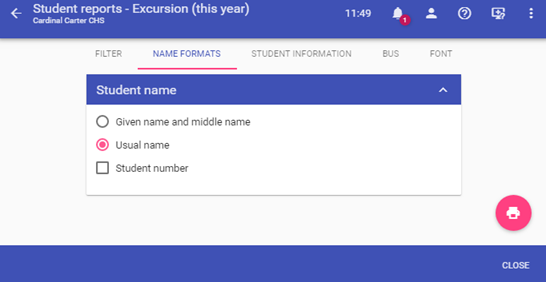 Student reports - Excursion (this year)
Cardinal Carter CHS
11:49
1
FILTER
NAME FORMATS
STUDENT INFORMATION
BUS
FONT
Student name
Given name and middle name
Usual name
Student number
CLOSE